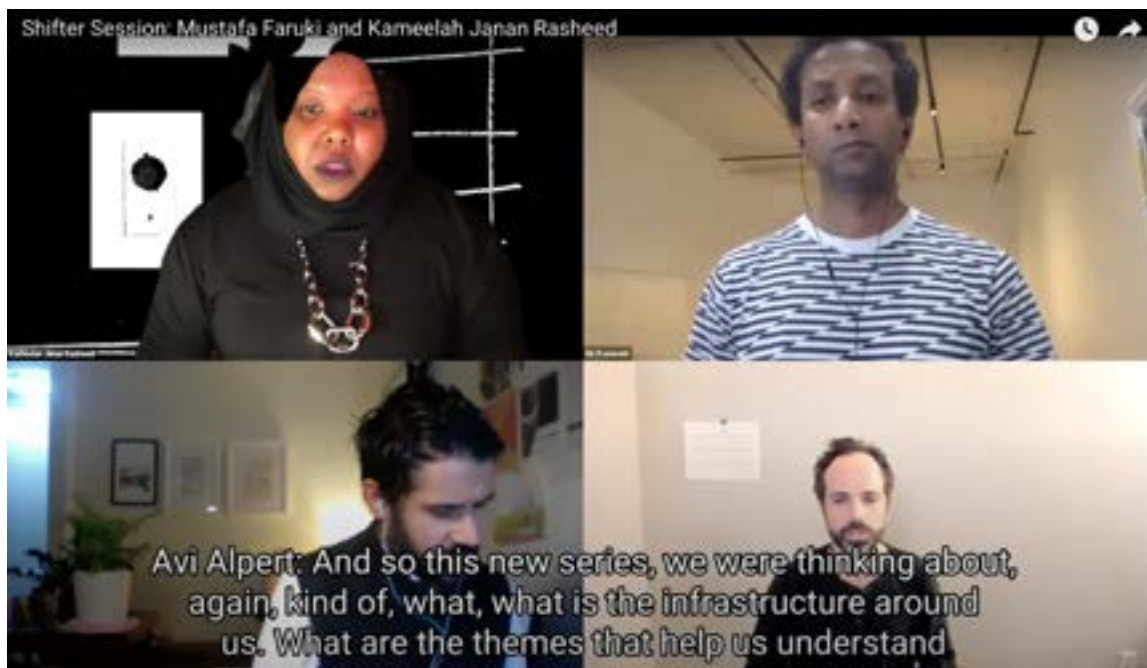 Shifter Session: Mustafa Faruki and Kameelah Janan Rasheed
Avi Alpert: And so this new series, we were thinking about,
again, kind of, what, what is the infrastructure around
us. What are the themes that help us understand